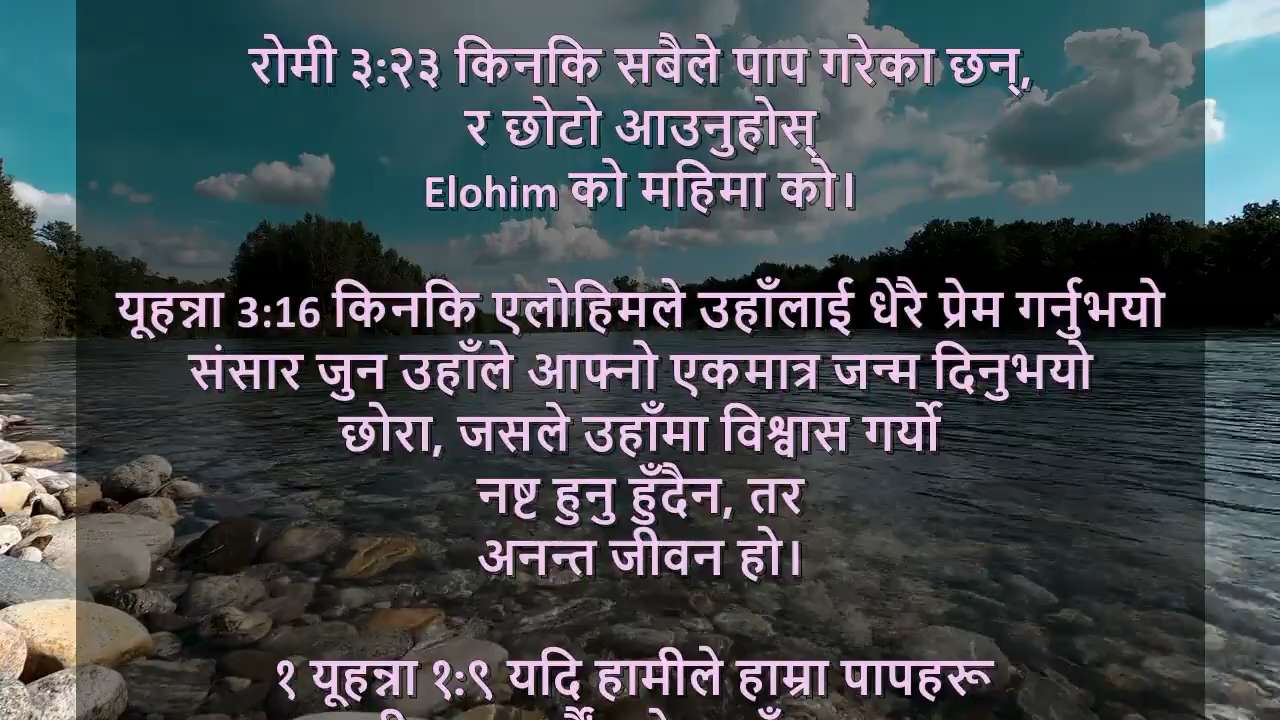 रोमी ३:२३ किनकि सबैले पाप गरेका छन्,
र छोटो आउनुहोस्
Elohim को महिमा को।
यूहन्ना 3:16 किनकि एलोहिमले उहाँलाई धेरै प्रेम गर्नुभयो
संसार जुन उहाँले आफ्नो एकमात्र जन्म दिनुभयो
छोरा, जसले उहाँमा विश्वास गर्यो
नष्ट हुनु हुँदैन, तर
अनन्त जीवन हो।
१ यूहन्ना १:९ यदि हामीले हाम्रा पापहरू